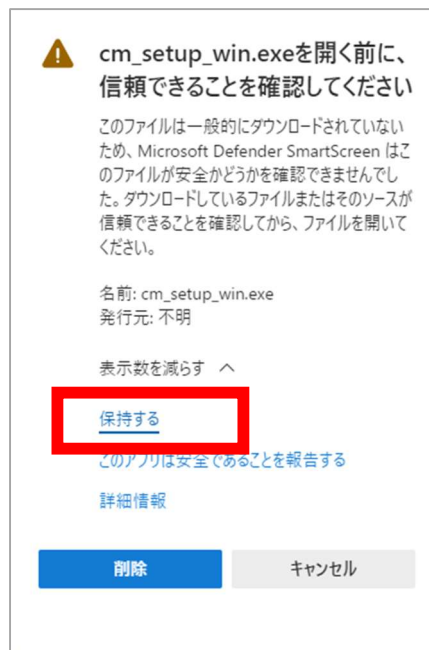 cm_setup_win.exeを開く前に、
信頼できることを確認してください
このファイルは一般的にダウンロードされていない
ため、Microsoft Defender SmartScreen はこ
のファイルが安全かどうかを確認できませんでし
た。ダウンロードしているファイルまたはそのソースが
信頼できることを確認してから、ファイルを開いて
ください。
名前: cm_setup_win.exe
発行元: 不明
表示数を減らす
保持する
このアプリは安全であることを報告する
詳細情報
削除
キャンセル